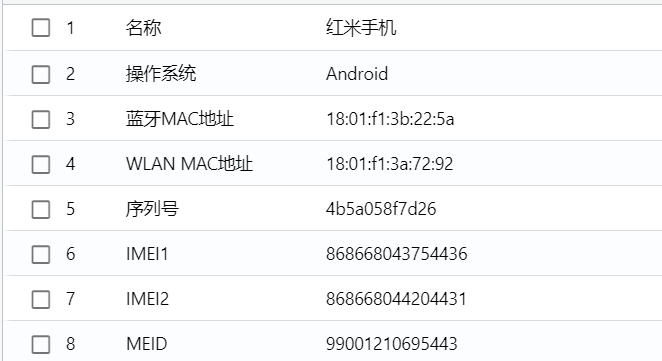 1 名称 红米手机
2 操作系统 Android
3 蓝牙MAC地址 18:01:f1:3b:22:5a
4 WLAN MAC地址 18:01:f1:3a:72:92
5 序列号 4b5a058f7d26
6 IMEI1 868668043754436
7 IMEI2 868668044204431
8 MEID 99001210695443